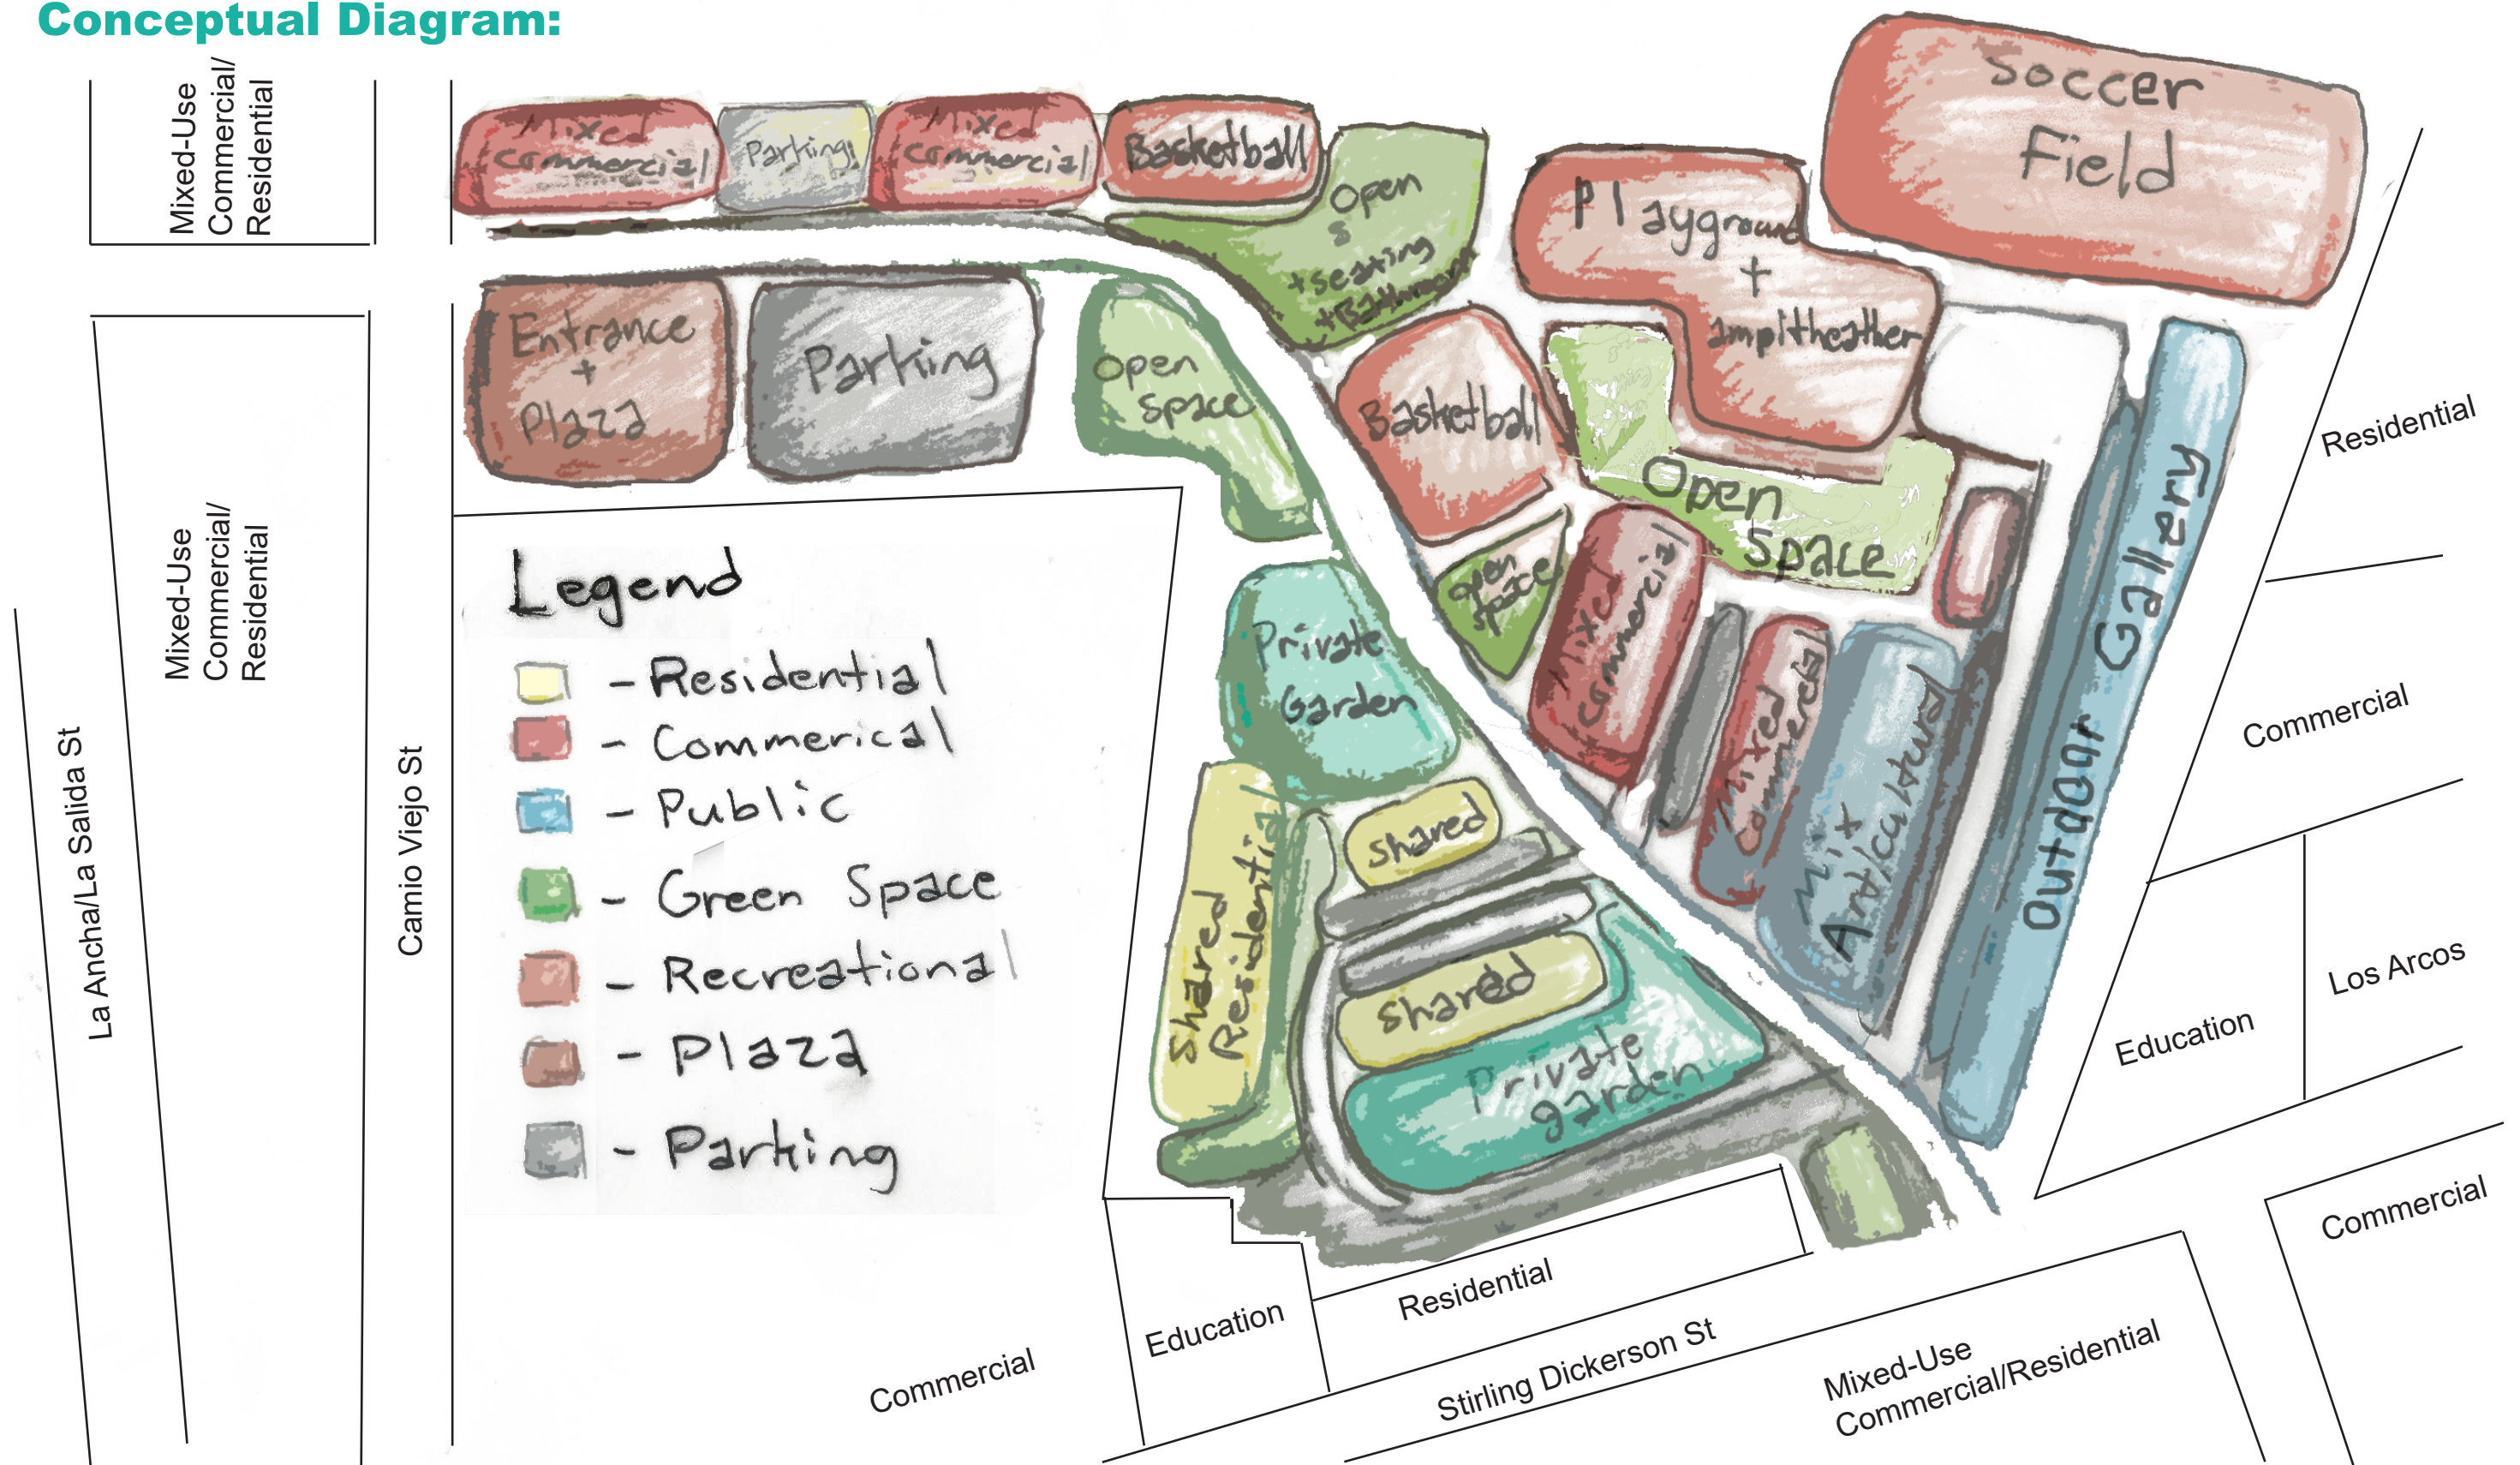 Conceptual Diagram:
Mixed-Use
Commercial/
Residential
Mixed
commercial
Parking
Mixed
commercial
Basketball
Open
S
+seating
Playground
+
ampitheather
Soccer
Field
Entrance
+
Plaza
Parking
Open
space
Basketball
Open
Space
open
space
Mixed
commercial
Mixed
commercial
Mix
Outdoor Gallery
Residential
Commercial
Education
Los Arcos
Commercial
Mixed-Use
Commercial/
Residential
La Ancha/La Salida St
Camio Viejo St
Legend
- Residential
- Commerical
- Public
- Green Space
- Recreational
- Plaza
- Parking
Private
Garden
Shared
Residential
shared
shared
Private
garden
Education
Residential
Commercial
Stirling Dickerson St
Mixed-Use
Commercial/Residential